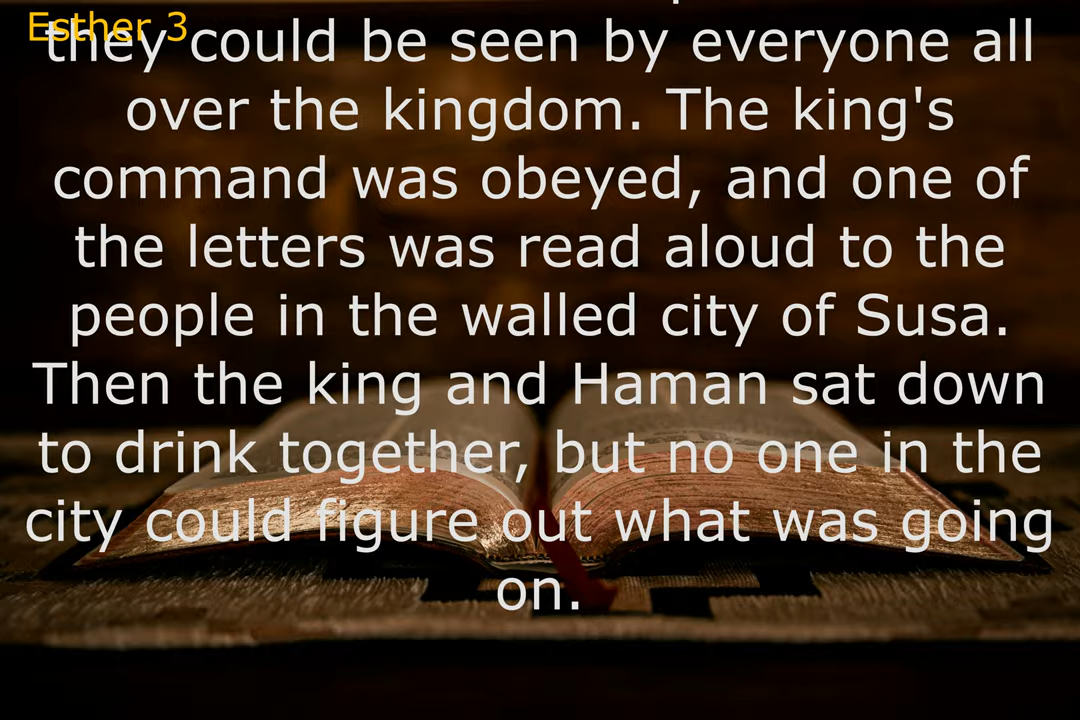 Esther 3
they could be seen by everyone all
over the kingdom. The king's
command was obeyed, and one of
the letters was read aloud to the
people in the walled city of Susa.
Then the king and Haman sat down
to drink together, but no one in the
city could figure out what was going
on.